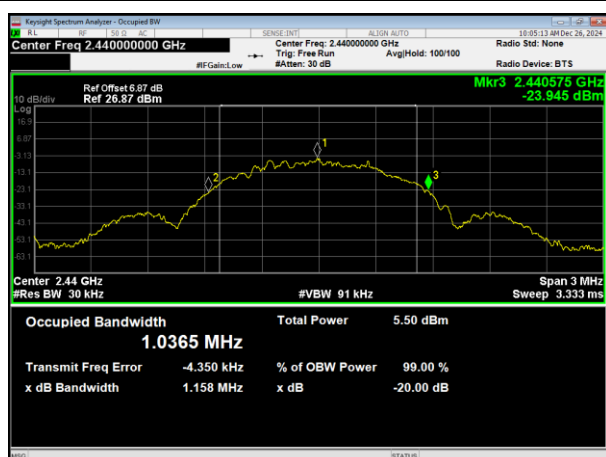 Keysight Spectrum Analyzer - Occupied BW
RL RF 50 Ω AC SENSE:INT ALIGN AUTO 10:05:13 AM Dec 26, 2024
Center Freq 2.440000000 GHz Center Freq: 2.440000000 GHz Radio Std: None
Trig: Free Run Avg|Hold: 100/100
#IFGain:Low #Atten: 30 dB Radio Device: BTS
Ref Offset 6.87 dB Mkr3 2.440575 GHz
10 dB/div Ref 26.87 dBm -23.945 dBm
Log
16.9
6.87
-3.13
-13.1
-23.1
-33.1
-43.1
-53.1
-63.1
1
2
3
Center 2.44 GHz Span 3 MHz
#Res BW 30 kHz #VBW 91 kHz Sweep 3.333 ms
Occupied Bandwidth Total Power 5.50 dBm
1.0365 MHz
Transmit Freq Error -4.350 kHz % of OBW Power 99.00 %
x dB Bandwidth 1.158 MHz x dB -20.00 dB
MSG STATUS